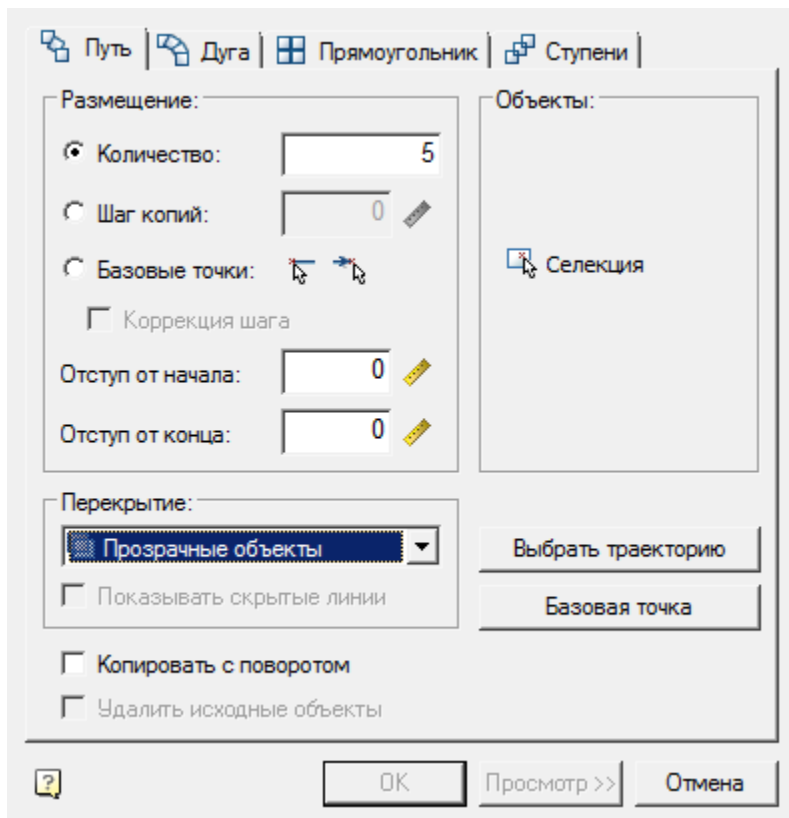 Путь Дуга Прямоугольник Ступени
Размещение:
Количество: 5
Шаг копий: 0
Базовые точки:
Коррекция шага
Отступ от начала: 0
Отступ от конца: 0
Объекты:
Селекция
Перекрытие:
Прозрачные объекты
Показывать скрытые линии
Выбрать траекторию
Базовая точка
Копировать с поворотом
Удалить исходные объекты
? OK Просмотр >> Отмена